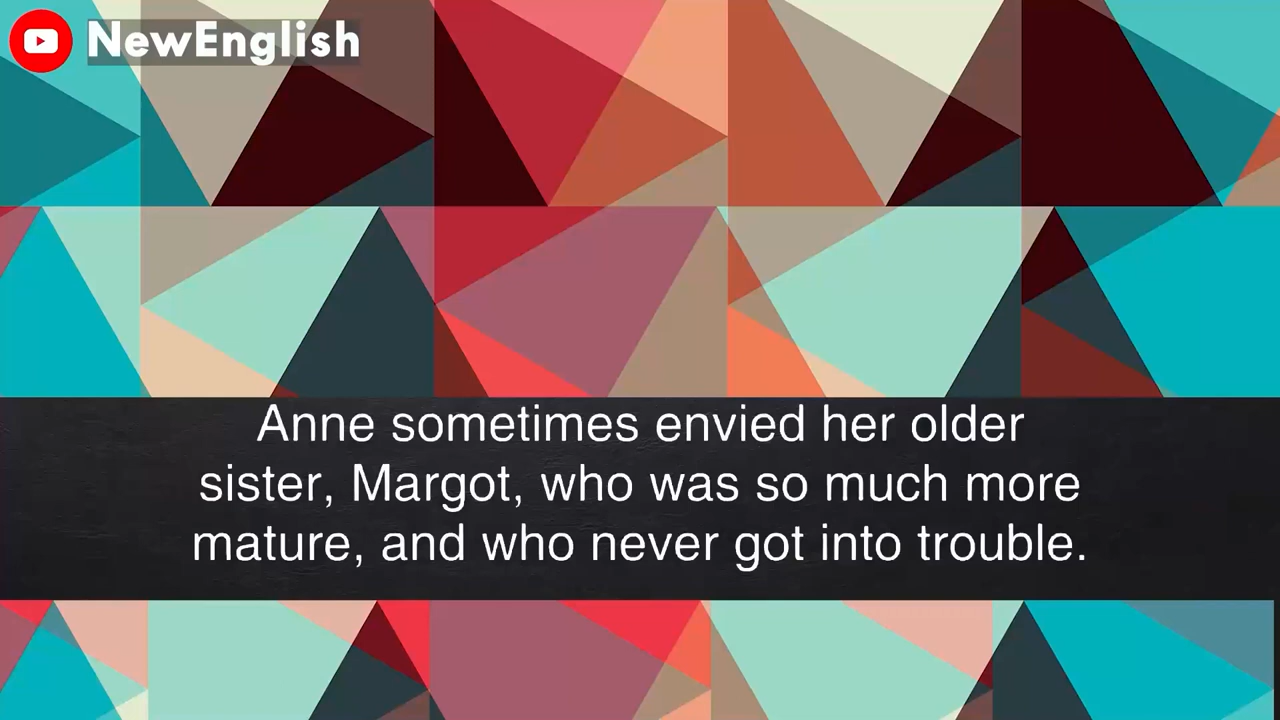 NewEnglish
Anne sometimes envied her older
sister, Margot, who was so much more
mature, and who never got into trouble.